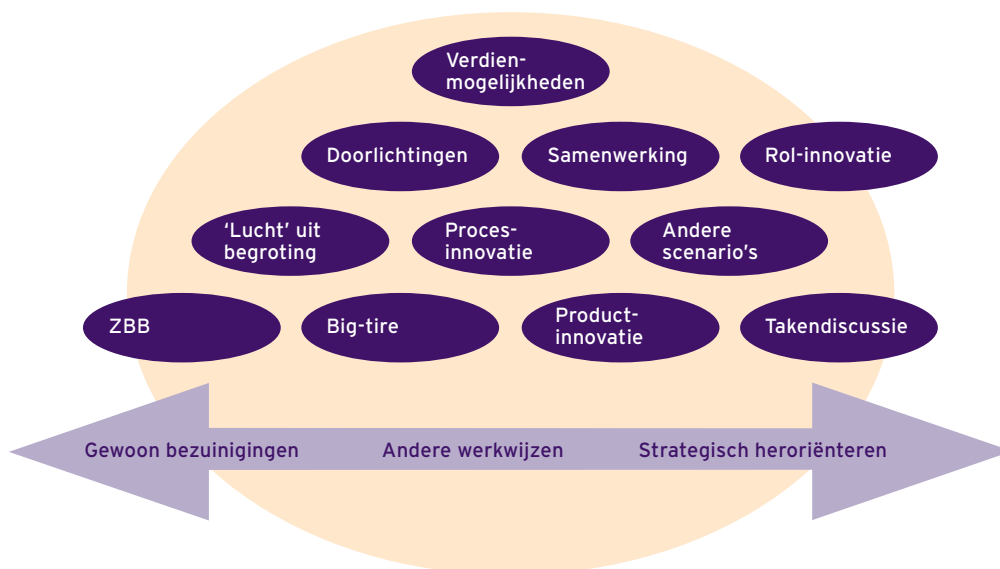 Verdien-
mogelijkheden
Doorlichtingen
Samenwerking
Rol-innovatie
‘Lucht’ uit
begroting
Proces-
innovatie
Andere
scenario’s
ZBB
Big-tire
Product-
innovatie
Takendiscussie
Gewoon bezuinigingen
Andere werkwijzen
Strategisch heroriënteren